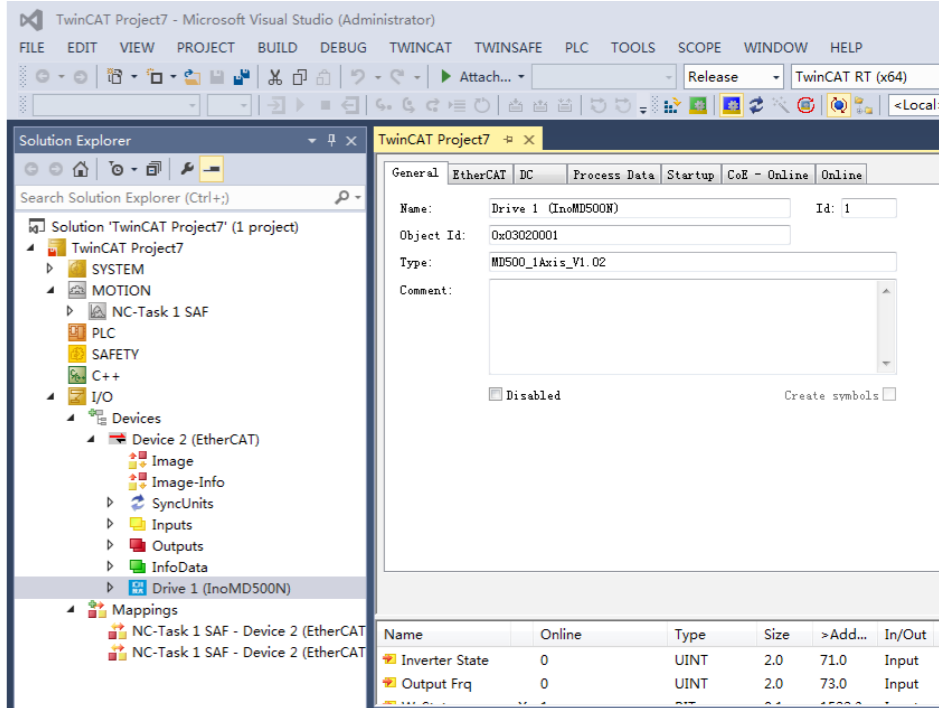 TwinCAT Project7 - Microsoft Visual Studio (Administrator)
FILE EDIT VIEW PROJECT BUILD DEBUG TWINCAT TWINSAFE PLC TOOLS SCOPE WINDOW HELP
Attach... Release TwinCAT RT (x64)
<Local>
Solution Explorer
Search Solution Explorer (Ctrl+;)
Solution 'TwinCAT Project7' (1 project)
TwinCAT Project7
SYSTEM
MOTION
NC-Task 1 SAF
PLC
SAFETY
C++
I/O
Devices
Device 2 (EtherCAT)
Image
Image-Info
SyncUnits
Inputs
Outputs
InfoData
Drive 1 (InoMD500N)
Mappings
NC-Task 1 SAF - Device 2 (EtherCAT
NC-Task 1 SAF - Device 2 (EtherCAT
TwinCAT Project7
General EtherCAT DC Process Data Startup CoE - Online Online
Name: Drive 1 (InoMD500N) Id: 1
Object Id: 0x03020001
Type: MD500_1Axis_V1.02
Comment:
Disabled Create symbols
Name Online Type Size >Add... In/Out
Inverter State 0 UINT 2.0 71.0 Input
Output Frq 0 UINT 2.0 73.0 Input